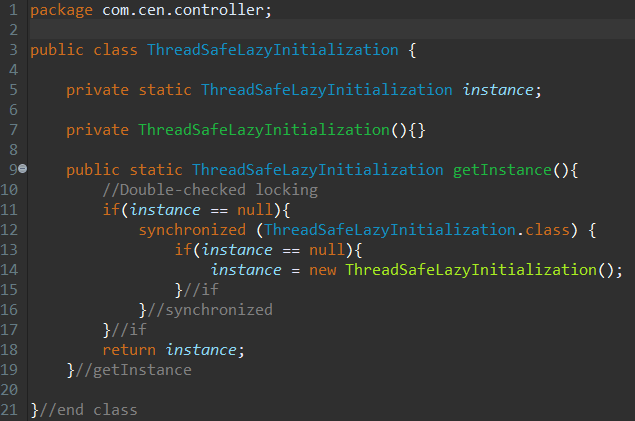 1 package com.cen.controller;
2
3 public class ThreadSafeLazyInitialization {
4
5     private static ThreadSafeLazyInitialization instance;
6
7     private ThreadSafeLazyInitialization(){}
8
9     public static ThreadSafeLazyInitialization getInstance(){
10         //Double-checked locking
11         if(instance == null){
12             synchronized (ThreadSafeLazyInitialization.class) {
13                 if(instance == null){
14                     instance = new ThreadSafeLazyInitialization();
15                 }//if
16             }//synchronized
17         }//if
18         return instance;
19     }//getInstance
20
21 }//end class